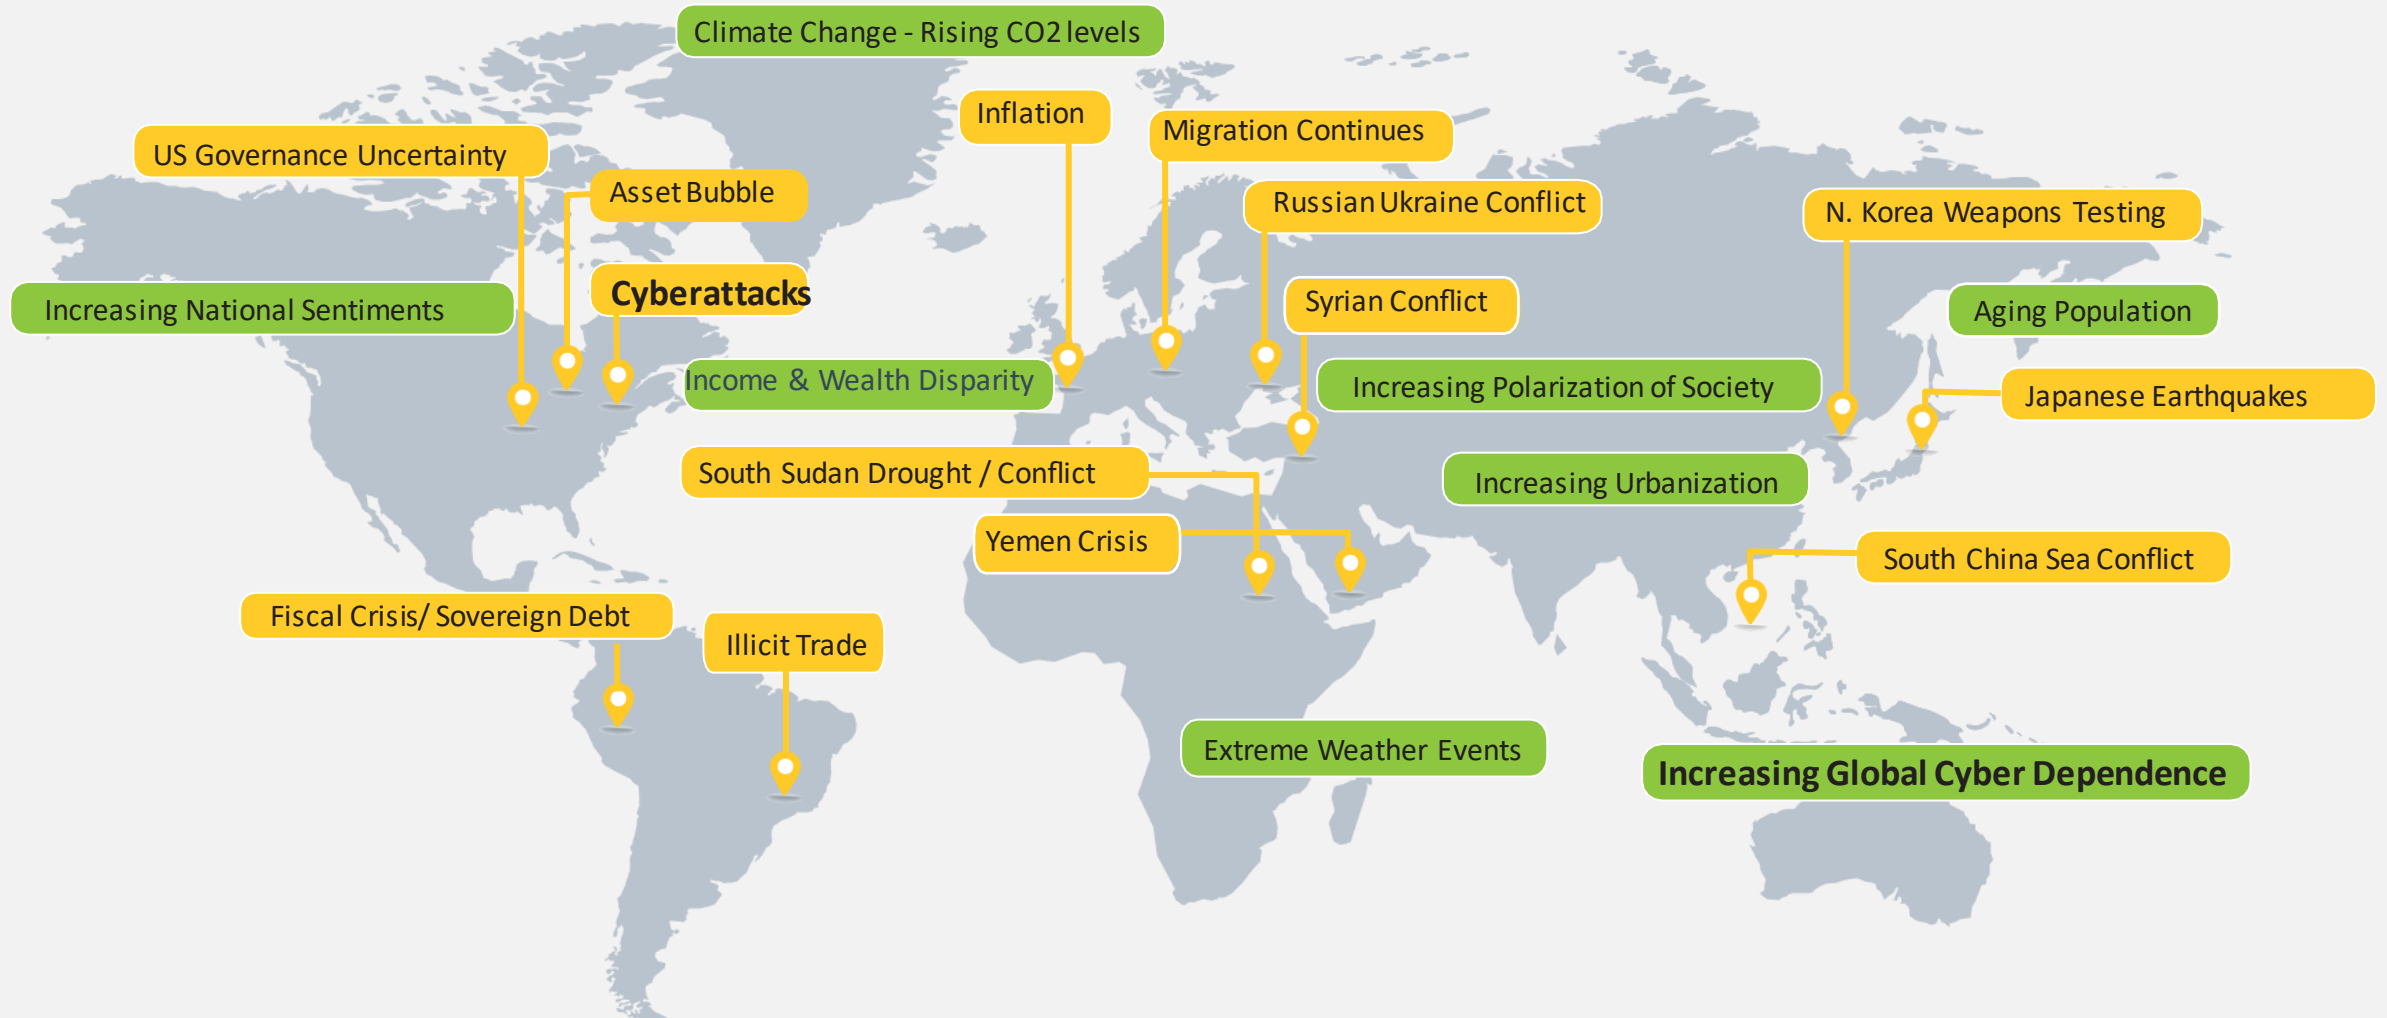 Climate Change - Rising CO2 levels
Inflation
Migration Continues
US Governance Uncertainty
Asset Bubble
Russian Ukraine Conflict
N. Korea Weapons Testing
Cyberattacks
Syrian Conflict
Increasing National Sentiments
Aging Population
Income & Wealth Disparity
Increasing Polarization of Society
Japanese Earthquakes
South Sudan Drought / Conflict
Increasing Urbanization
Yemen Crisis
South China Sea Conflict
Fiscal Crisis/ Sovereign Debt
Illicit Trade
Extreme Weather Events
Increasing Global Cyber Dependence